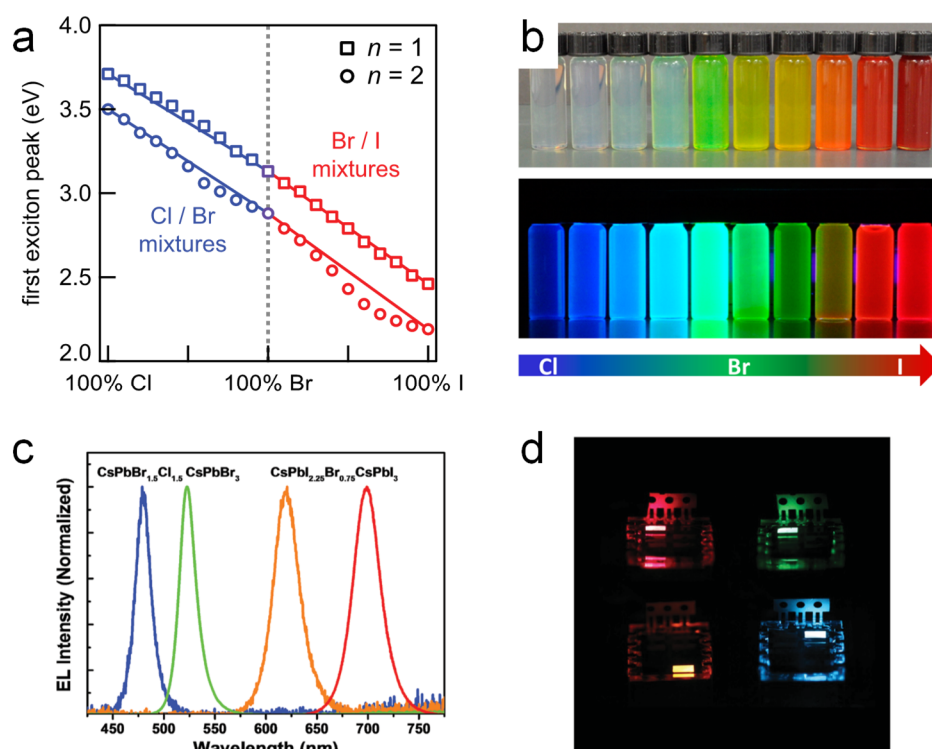 a
4.0
3.5
3.0
2.5
2.0
first exciton peak (eV)
n = 1
n = 2
Br / I
mixtures
Cl / Br
mixtures
100% Cl
100% Br
100% I
b
Cl
Br
I
c
CsPbBr1.5Cl1.5 CsPbBr3
CsPbI2.25Br0.75CsPbI3
EL Intensity (Normalized)
450
500
550
600
650
700
750
Wavelength (nm)
d